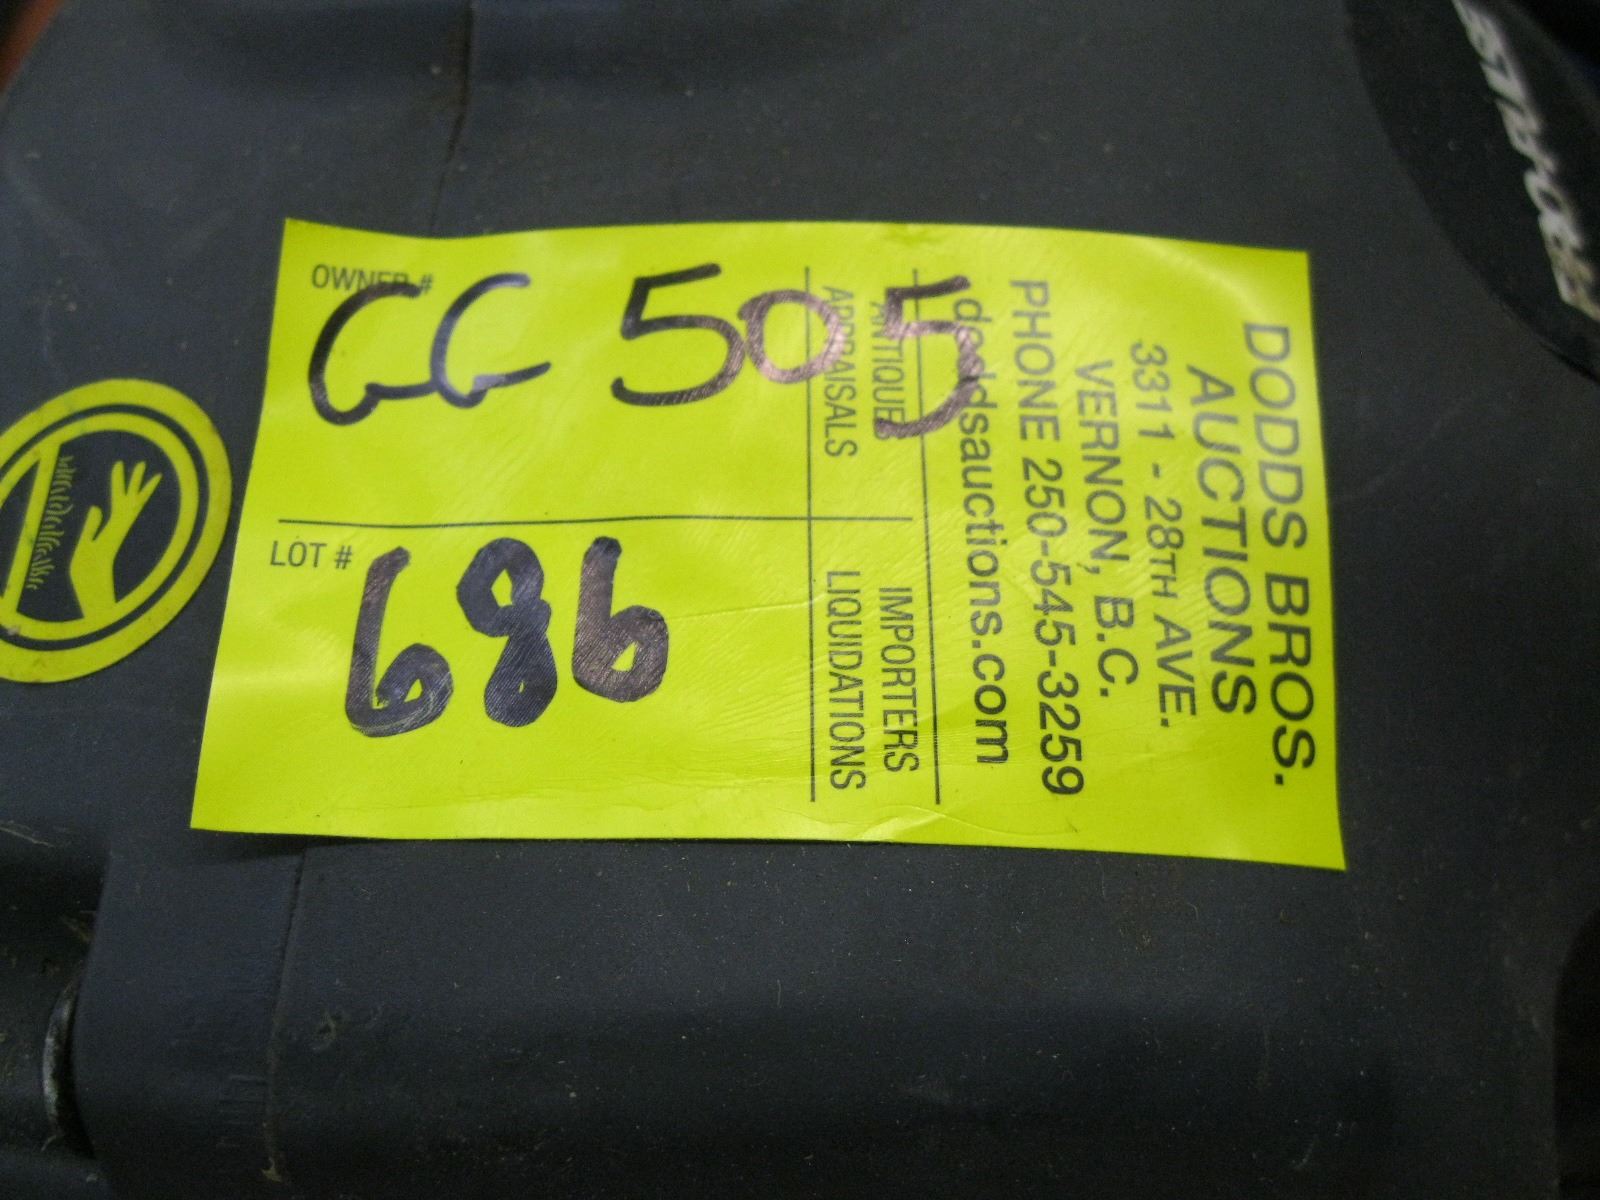 OWNER #
CC 505
LOT #
686
DODDS BROS.
AUCTIONS
3311 - 28TH AVE.
VERNON, B.C.
PHONE 250-545-3259
doddsauctions.com
ANTIQUE IMPORTERS
APPRAISALS LIQUIDATIONS